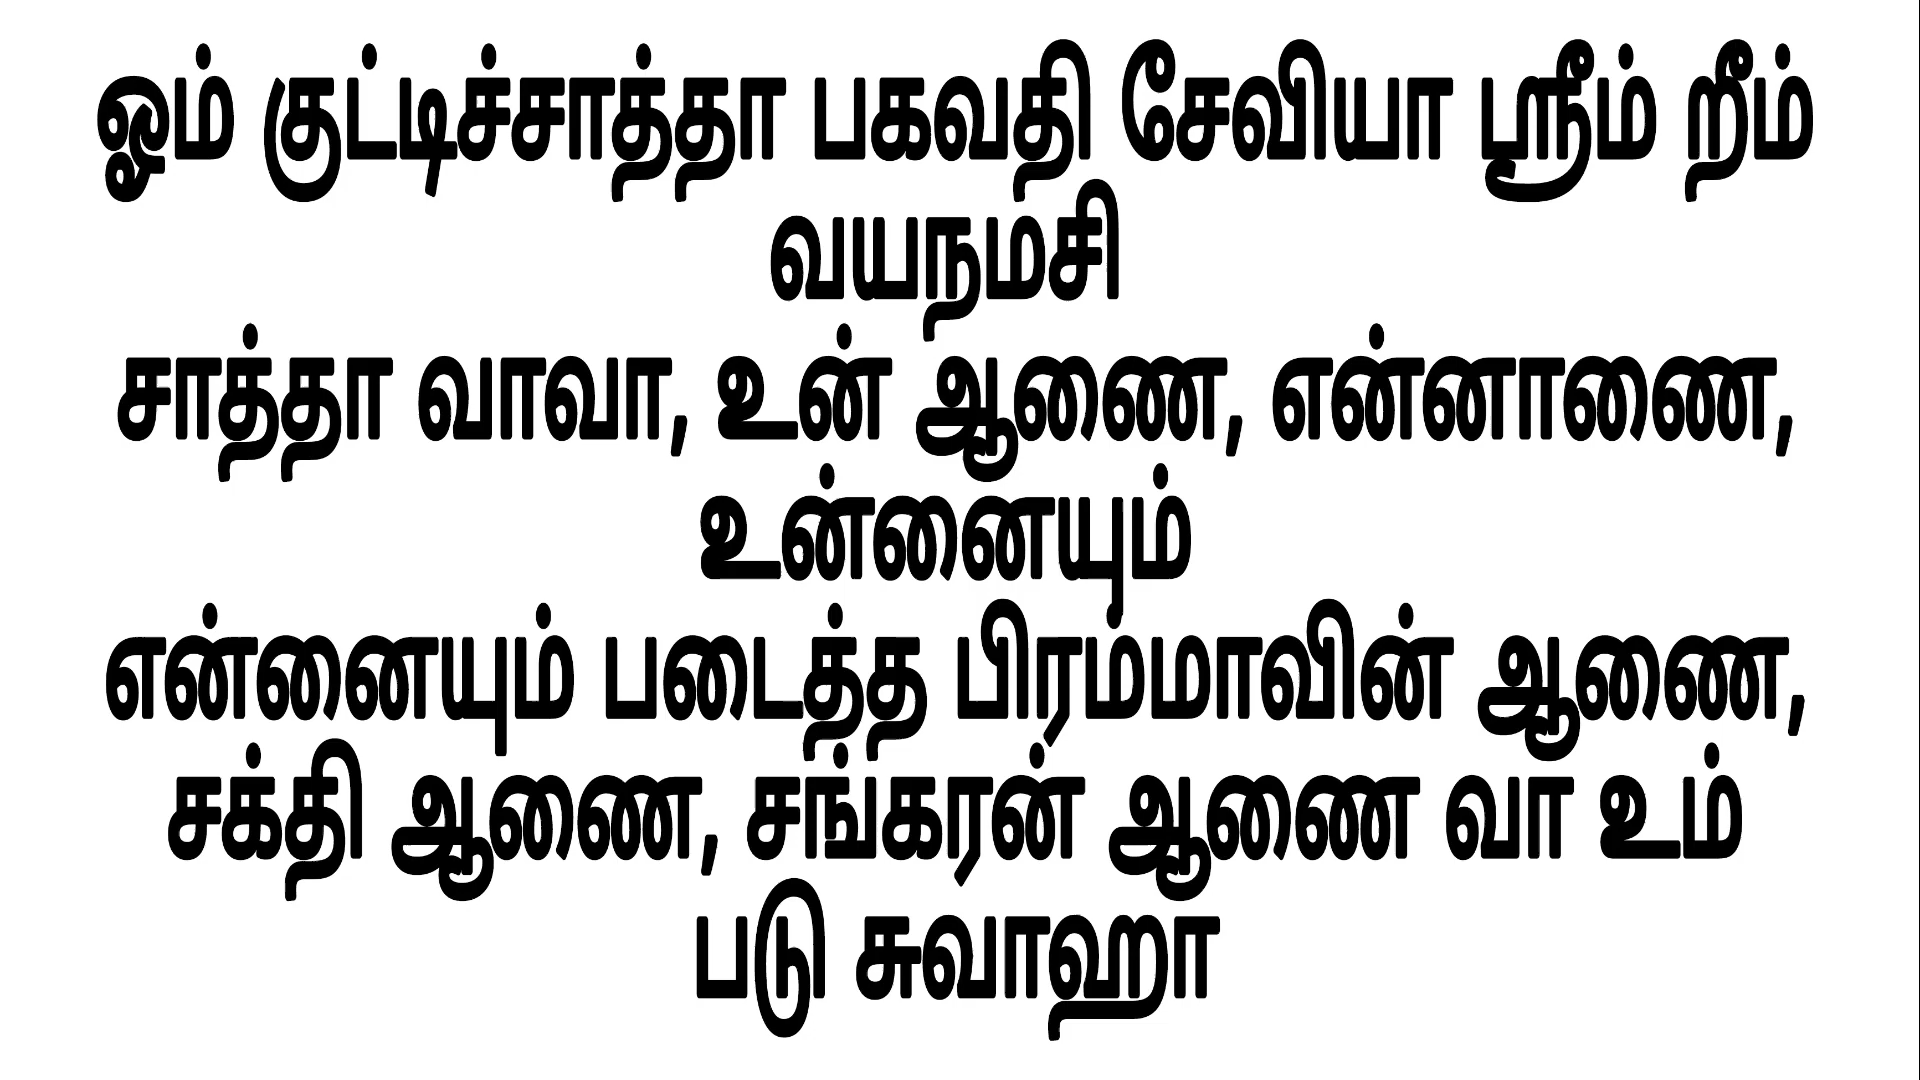 ஓம் குட்டிச்சாத்தா பகவதி சேவியா ஸ்ரீம் றீம்
வயநமசி
சாத்தா வாவா, உன் ஆணை, என்னாணை,
உன்னையும்
என்னையும் படைத்த பிரம்மாவின் ஆணை,
சக்தி ஆணை, சங்கரன் ஆணை வா உம்
படு சுவாஹா